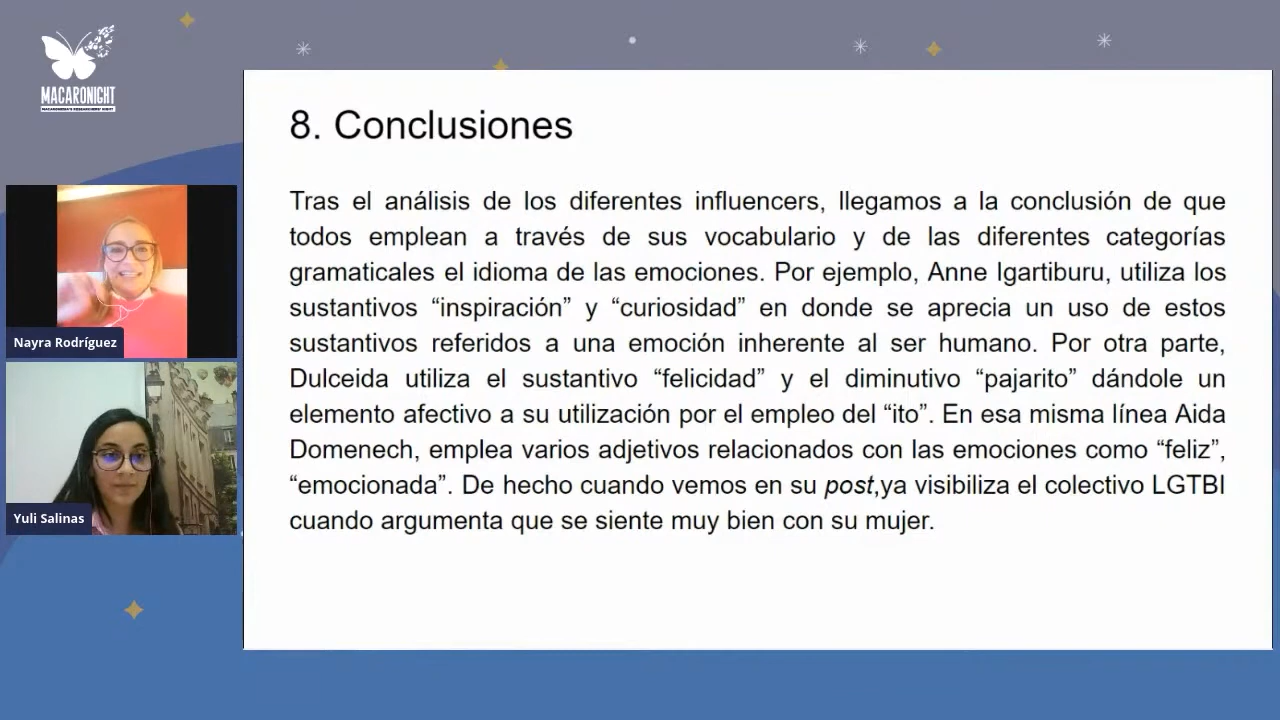 MACARONIGHT
MACARONESIA'S RESEARCHERS' NIGHT
Nayra Rodríguez
Yuli Salinas
8. Conclusiones
Tras el análisis de los diferentes influencers, llegamos a la conclusión de que
todos emplean a través de sus vocabulario y de las diferentes categorías
gramaticales el idioma de las emociones. Por ejemplo, Anne Igartiburu, utiliza los
sustantivos “inspiración” y “curiosidad” en donde se aprecia un uso de estos
sustantivos referidos a una emoción inherente al ser humano. Por otra parte,
Dulceida utiliza el sustantivo “felicidad” y el diminutivo “pajarito” dándole un
elemento afectivo a su utilización por el empleo del “ito”. En esa misma línea Aida
Domenech, emplea varios adjetivos relacionados con las emociones como “feliz”,
“emocionada”. De hecho cuando vemos en su post,ya visibiliza el colectivo LGTBI
cuando argumenta que se siente muy bien con su mujer.